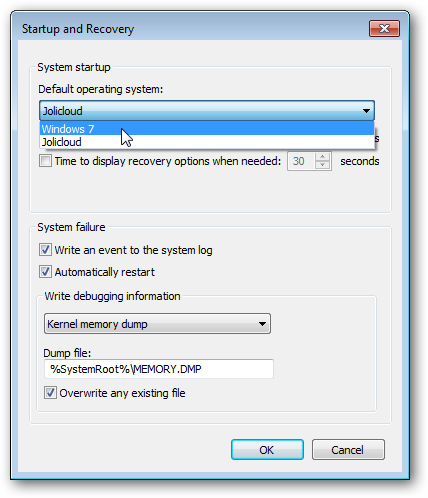 Startup and Recovery
System startup
Default operating system:
Jolicloud
Windows 7
Jolicloud
Time to display recovery options when needed: 30 seconds
System failure
Write an event to the system log
Automatically restart
Write debugging information
Kernel memory dump
Dump file:
%SystemRoot%\MEMORY.DMP
Overwrite any existing file
OK Cancel